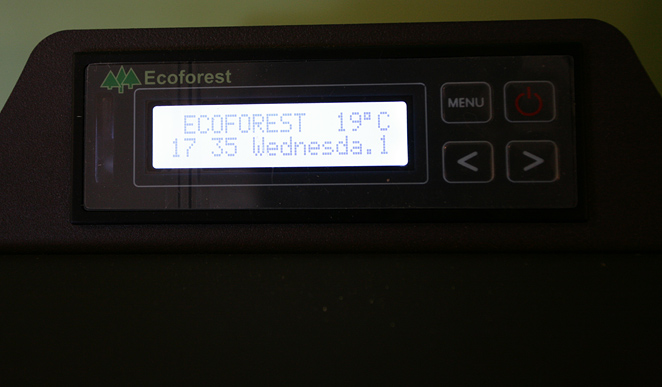 Ecoforest
ECOFOREST 19°C
17 35 Wednesda.1
MENU
< >